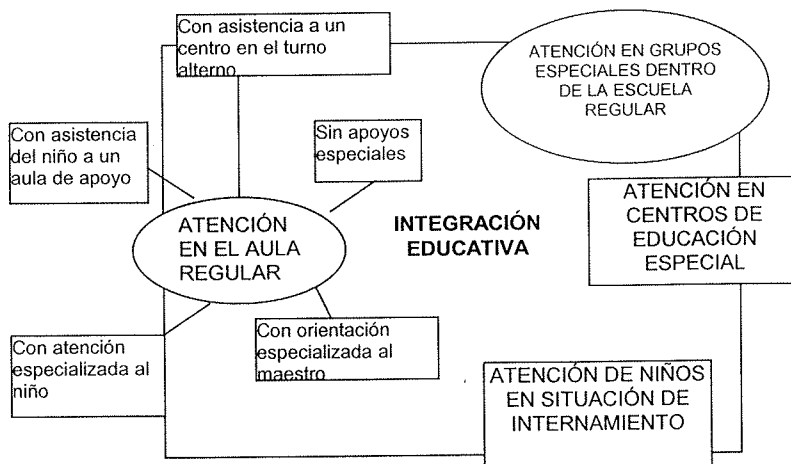 Con asistencia a un
centro en el turno
alterno
ATENCIÓN EN GRUPOS
ESPECIALES DENTRO
DE LA ESCUELA
REGULAR
Con asistencia
del niño a un
aula de apoyo
Sin apoyos
especiales
ATENCIÓN
EN EL AULA
REGULAR
INTEGRACIÓN
EDUCATIVA
ATENCIÓN EN
CENTROS DE
EDUCACIÓN
ESPECIAL
Con atención
especializada al
niño
Con orientación
especializada al
maestro
ATENCIÓN DE NIÑOS
EN SITUACIÓN DE
INTERNAMIENTO